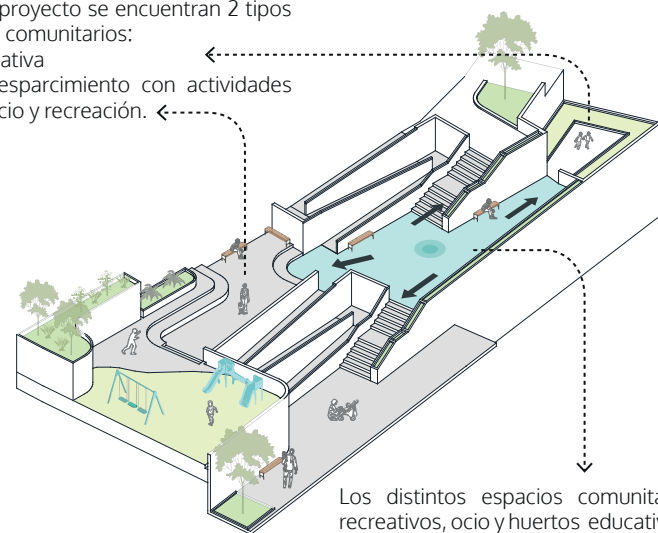 proyecto se encuentran 2 tipos
comunitarios:
ativa
esparcimiento con actividades
cio y recreación.
Los distintos espacios comunita
recreativos, ocio y huertos educativ